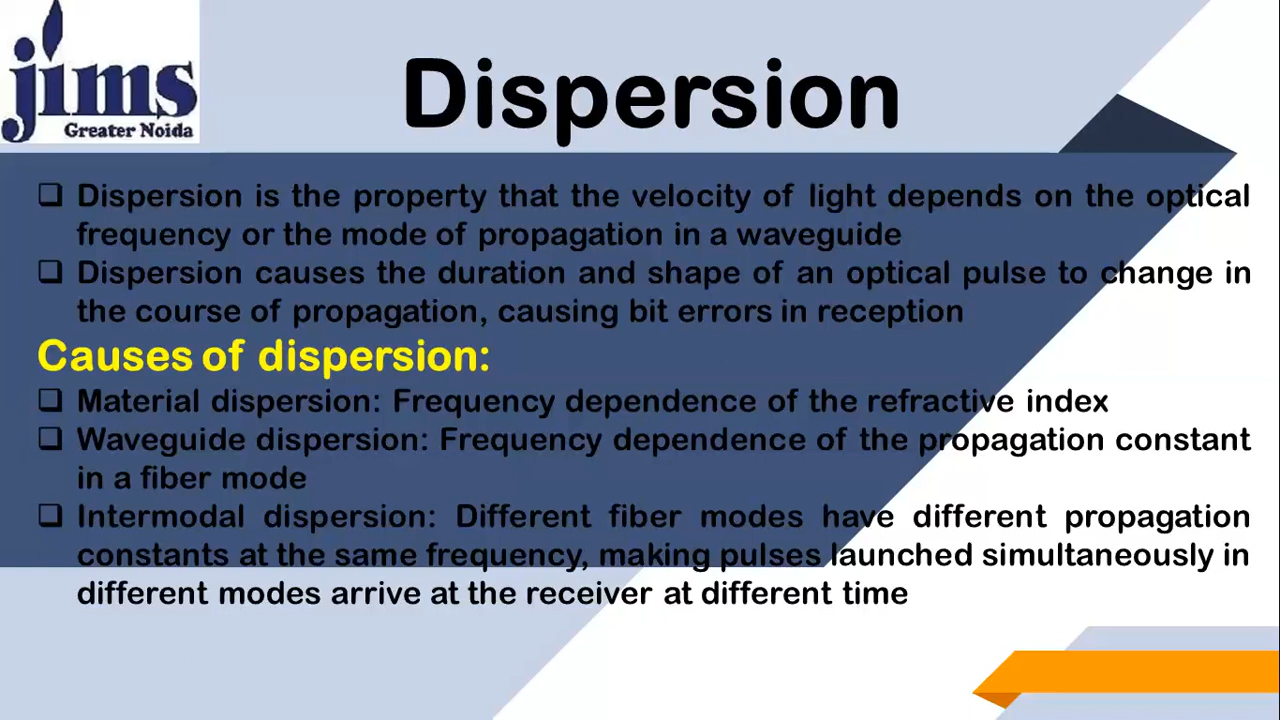 jims
Greater Noida
Dispersion
❑ Dispersion is the property that the velocity of light depends on the optical
frequency or the mode of propagation in a waveguide
❑ Dispersion causes the duration and shape of an optical pulse to change in
the course of propagation, causing bit errors in reception
Causes of dispersion:
❑ Material dispersion: Frequency dependence of the refractive index
❑ Waveguide dispersion: Frequency dependence of the propagation constant
in a fiber mode
❑ Intermodal dispersion: Different fiber modes have different propagation
constants at the same frequency, making pulses launched simultaneously in
different modes arrive at the receiver at different time